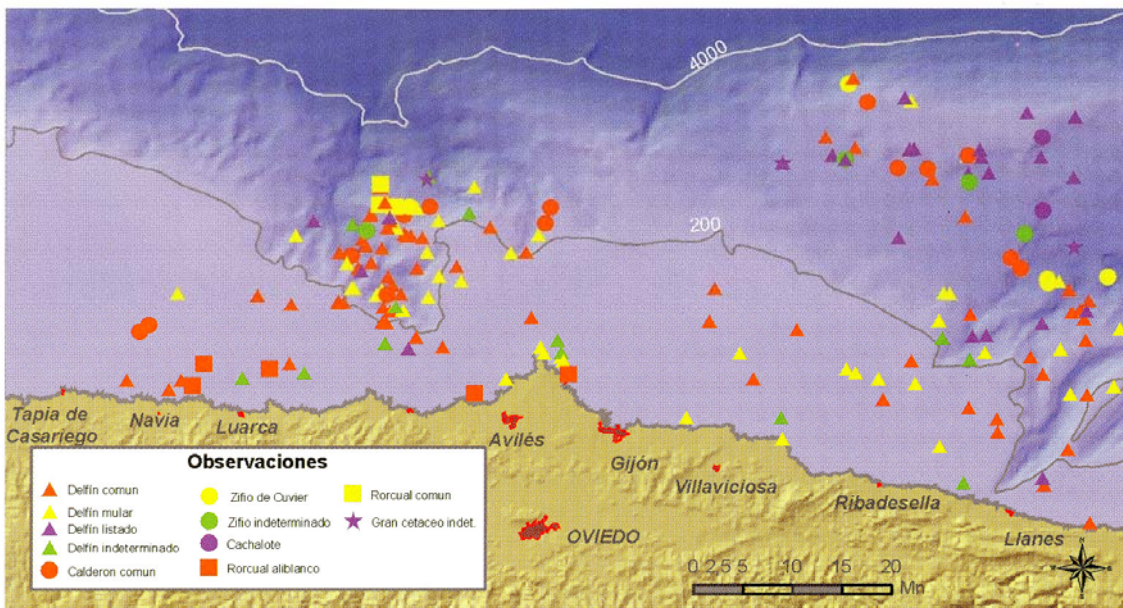 4000
200
Tapia de
Casariego
Navia
Luarca
Avilés
Gijón
Villaviciosa
Ribadesella
Llanes
OVIEDO
Observaciones
Delfín comun
Delfín mular
Delfín listado
Delfín indeterminado
Calderon comun
Zifio de Cuvier
Zifio indeterminado
Cachalote
Rorcual aliblanco
Rorcual comun
Gran cetaceo indet.
0 2,5 5 10 15 20
Mn